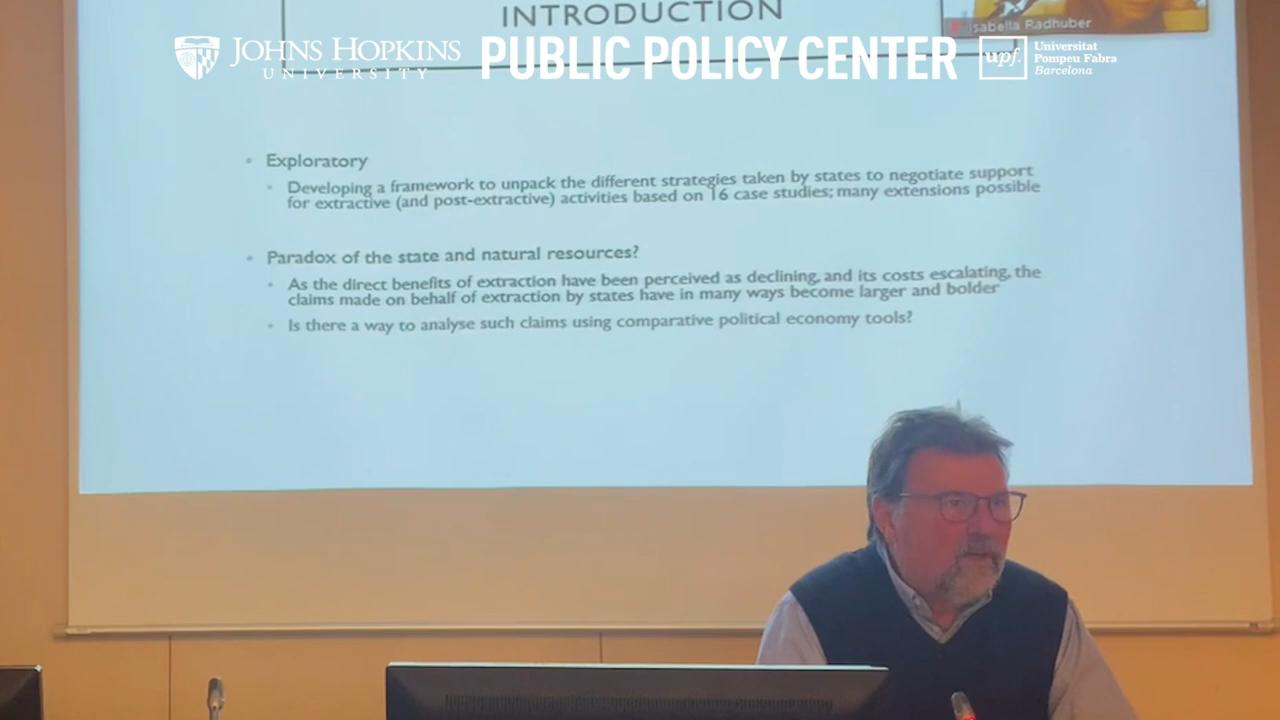 INTRODUCTION
Isabella Radhuber
JOHNS HOPKINS
UNIVERSITY
PUBLIC POLICY CENTER
upf.
Universitat
Pompeu Fabra
Barcelona
• Exploratory
• Developing a framework to unpack the different strategies taken by states to negotiate support
for extractive (and post-extractive) activities based on 16 case studies; many extensions possible
• Paradox of the state and natural resources?
• As the direct benefits of extraction have been perceived as declining, and its costs escalating, the
claims made on behalf of extraction by states have in many ways become larger and bolder
• Is there a way to analyse such claims using comparative political economy tools?